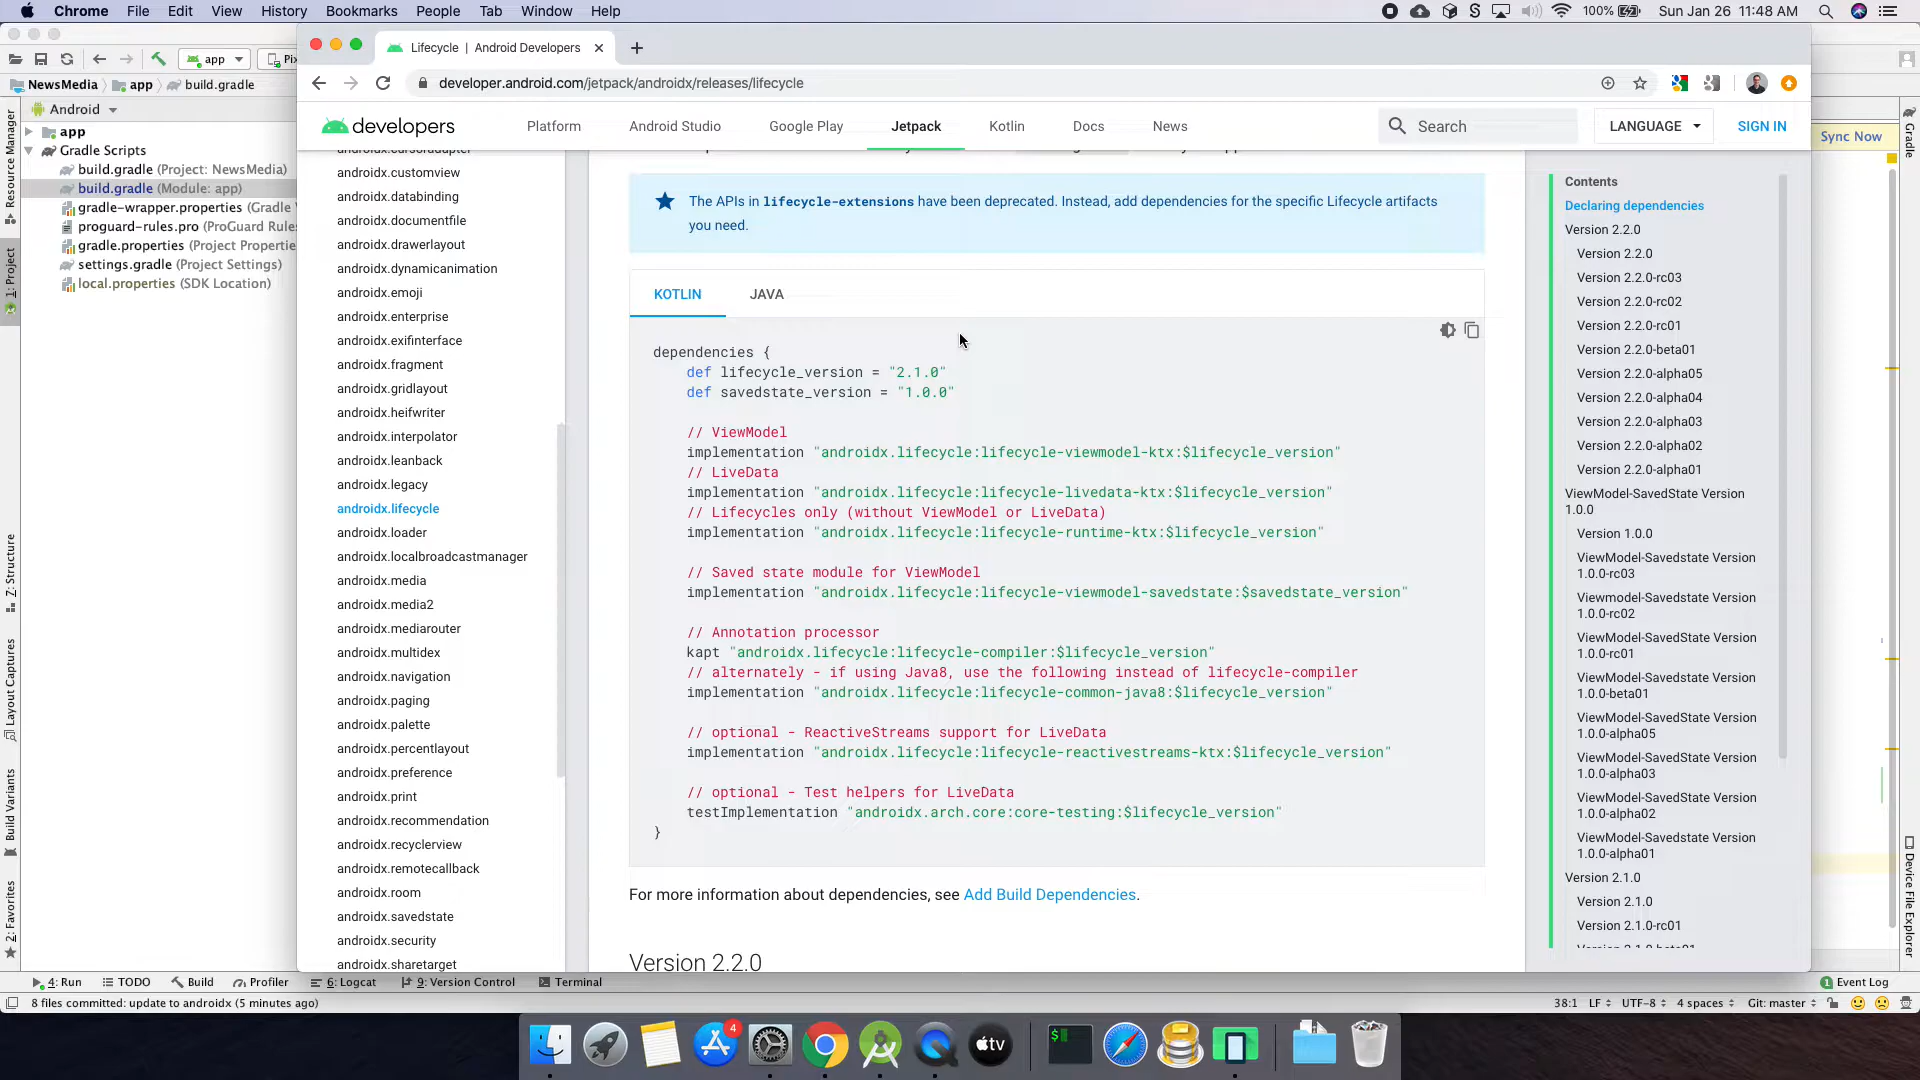 Chrome File Edit View History Bookmarks People Tab Window Help
100% Sun Jan 26 11:48 AM
Lifecycle | Android Developers
app
NewsMedia app build.gradle
developer.android.com/jetpack/androidx/releases/lifecycle
Android
developers Platform Android Studio Google Play Jetpack Kotlin Docs News Search LANGUAGE SIGN IN
Sync Now
app
Gradle Scripts
build.gradle (Project: NewsMedia)
build.gradle (Module: app)
gradle-wrapper.properties (Gradle
proguard-rules.pro (ProGuard Rules
gradle.properties (Project Properties
settings.gradle (Project Settings)
local.properties (SDK Location)
Resource Manager
1: Project
Z: Structure
Layout Captures
Build Variants
2: Favorites
androidx.customview
androidx.databinding
androidx.documentfile
androidx.drawerlayout
androidx.dynamicanimation
androidx.emoji
androidx.enterprise
androidx.exifinterface
androidx.fragment
androidx.gridlayout
androidx.heifwriter
androidx.interpolator
androidx.leanback
androidx.legacy
androidx.lifecycle
androidx.loader
androidx.localbroadcastmanager
androidx.media
androidx.media2
androidx.mediarouter
androidx.multidex
androidx.navigation
androidx.paging
androidx.palette
androidx.percentlayout
androidx.preference
androidx.print
androidx.recommendation
androidx.recyclerview
androidx.remotecallback
androidx.room
androidx.savedstate
androidx.security
androidx.sharetarget
The APIs in lifecycle-extensions have been deprecated. Instead, add dependencies for the specific Lifecycle artifacts
you need.
KOTLIN JAVA
dependencies {
def lifecycle_version = "2.1.0"
def savedstate_version = "1.0.0"
// ViewModel
implementation "androidx.lifecycle:lifecycle-viewmodel-ktx:$lifecycle_version"
// LiveData
implementation "androidx.lifecycle:lifecycle-livedata-ktx:$lifecycle_version"
// Lifecycles only (without ViewModel or LiveData)
implementation "androidx.lifecycle:lifecycle-runtime-ktx:$lifecycle_version"
// Saved state module for ViewModel
implementation "androidx.lifecycle:lifecycle-viewmodel-savedstate:$savedstate_version"
// Annotation processor
kapt "androidx.lifecycle:lifecycle-compiler:$lifecycle_version"
// alternately - if using Java8, use the following instead of lifecycle-compiler
implementation "androidx.lifecycle:lifecycle-common-java8:$lifecycle_version"
// optional - ReactiveStreams support for LiveData
implementation "androidx.lifecycle:lifecycle-reactivestreams-ktx:$lifecycle_version"
// optional - Test helpers for LiveData
testImplementation "androidx.arch.core:core-testing:$lifecycle_version"
}
For more information about dependencies, see Add Build Dependencies.
Version 2.2.0
Contents
Declaring dependencies
Version 2.2.0
Version 2.2.0
Version 2.2.0-rc03
Version 2.2.0-rc02
Version 2.2.0-rc01
Version 2.2.0-beta01
Version 2.2.0-alpha05
Version 2.2.0-alpha04
Version 2.2.0-alpha03
Version 2.2.0-alpha02
Version 2.2.0-alpha01
ViewModel-SavedState Version
1.0.0
Version 1.0.0
ViewModel-Savedstate Version
1.0.0-rc03
Viewmodel-Savedstate Version
1.0.0-rc02
ViewModel-SavedState Version
1.0.0-rc01
ViewModel-SavedState Version
1.0.0-beta01
ViewModel-SavedState Version
1.0.0-alpha05
ViewModel-SavedState Version
1.0.0-alpha03
ViewModel-SavedState Version
1.0.0-alpha02
ViewModel-SavedState Version
1.0.0-alpha01
Version 2.1.0
Version 2.1.0
Version 2.1.0-rc01
Gradle
Device File Explorer
4: Run TODO Build Profiler 6: Logcat 9: Version Control Terminal 1 Event Log
8 files committed: update to androidx (5 minutes ago) 38:1 LF UTF-8 4 spaces Git: master
4
tv